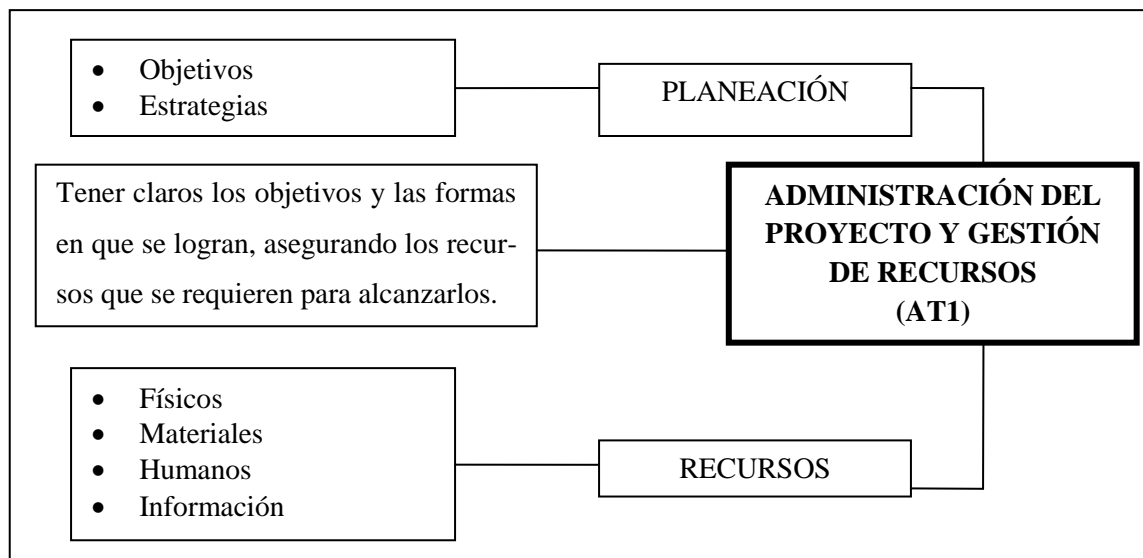 • Objetivos
• Estrategias
PLANEACIÓN
Tener claros los objetivos y las formas
en que se logran, asegurando los recur-
sos que se requieren para alcanzarlos.
ADMINISTRACIÓN DEL
PROYECTO Y GESTIÓN
DE RECURSOS
(AT1)
• Físicos
• Materiales
• Humanos
• Información
RECURSOS